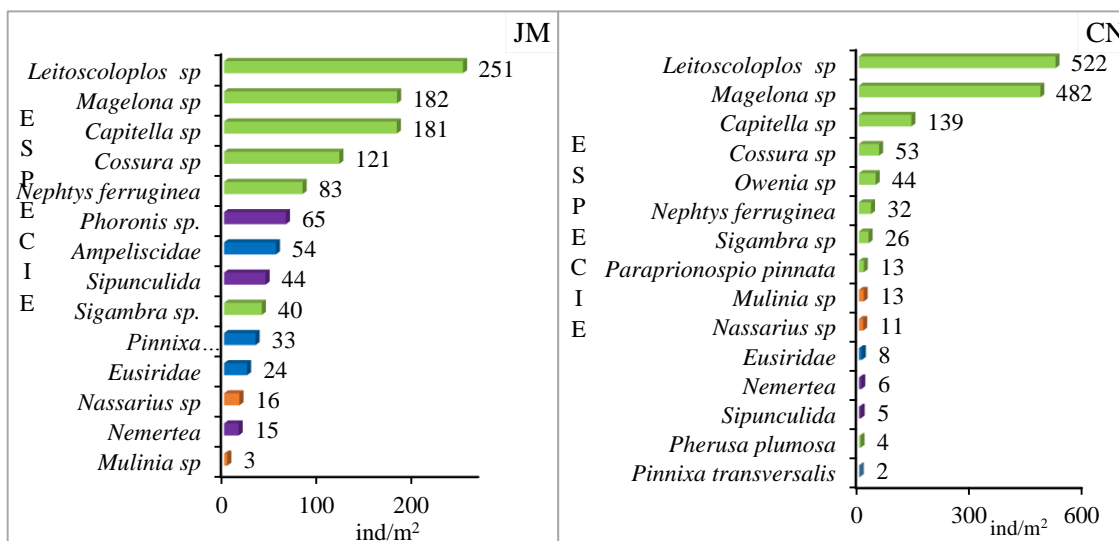 JM
ESPECIE
Leitoscoloplos sp 251
Magelona sp 182
Capitella sp 181
Cossura sp 121
Nephtys ferruginea 83
Phoronis sp. 65
Ampeliscidae 54
Sipunculida 44
Sigambra sp. 40
Pinnixa... 33
Eusiridae 24
Nassarius sp 16
Nemertea 15
Mulinia sp 3
0 100 200
ind/m²
CN
ESPECIE
Leitoscoloplos sp 522
Magelona sp 482
Capitella sp 139
Cossura sp 53
Owenia sp 44
Nephtys ferruginea 32
Sigambra sp 26
Paraprionospio pinnata 13
Mulinia sp 13
Nassarius sp 11
Eusiridae 8
Nemertea 6
Sipunculida 5
Pherusa plumosa 4
Pinnixa transversalis 2
0 300 600
ind/m²